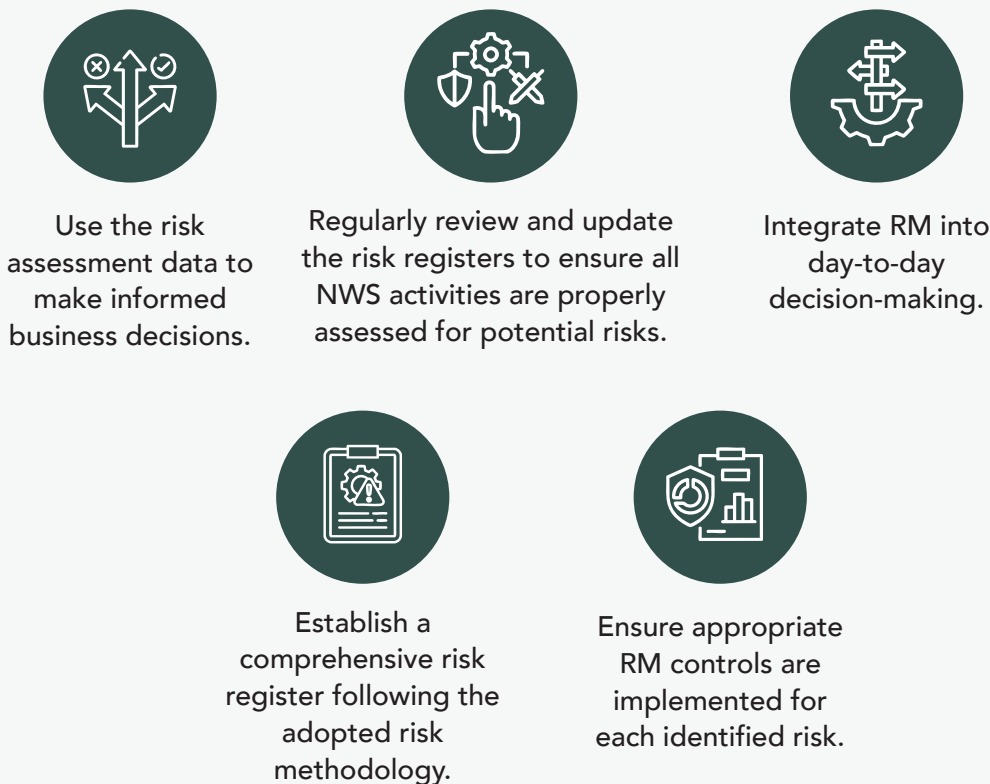 Use the risk
assessment data to
make informed
business decisions.
Regularly review and update
the risk registers to ensure all
NWS activities are properly
assessed for potential risks.
Integrate RM into
day-to-day
decision-making.
Establish a
comprehensive risk
register following the
adopted risk
methodology.
Ensure appropriate
RM controls are
implemented for
each identified risk.